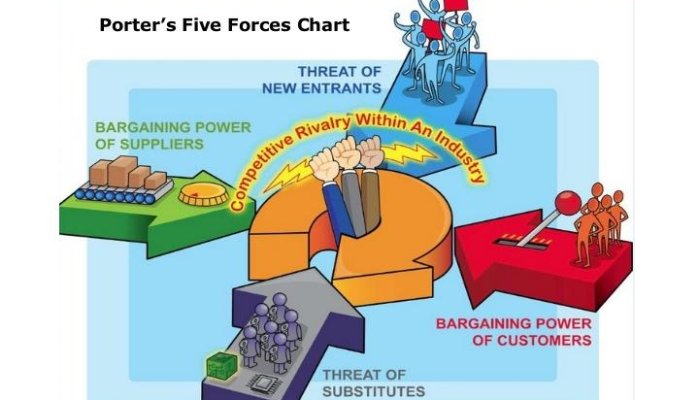 Porter's Five Forces Chart
THREAT OF
NEW ENTRANTS
BARGAINING POWER
OF SUPPLIERS
Competitive Rivalry Within An Industry
BARGAINING POWER
OF CUSTOMERS
THREAT OF
SUBSTITUTES